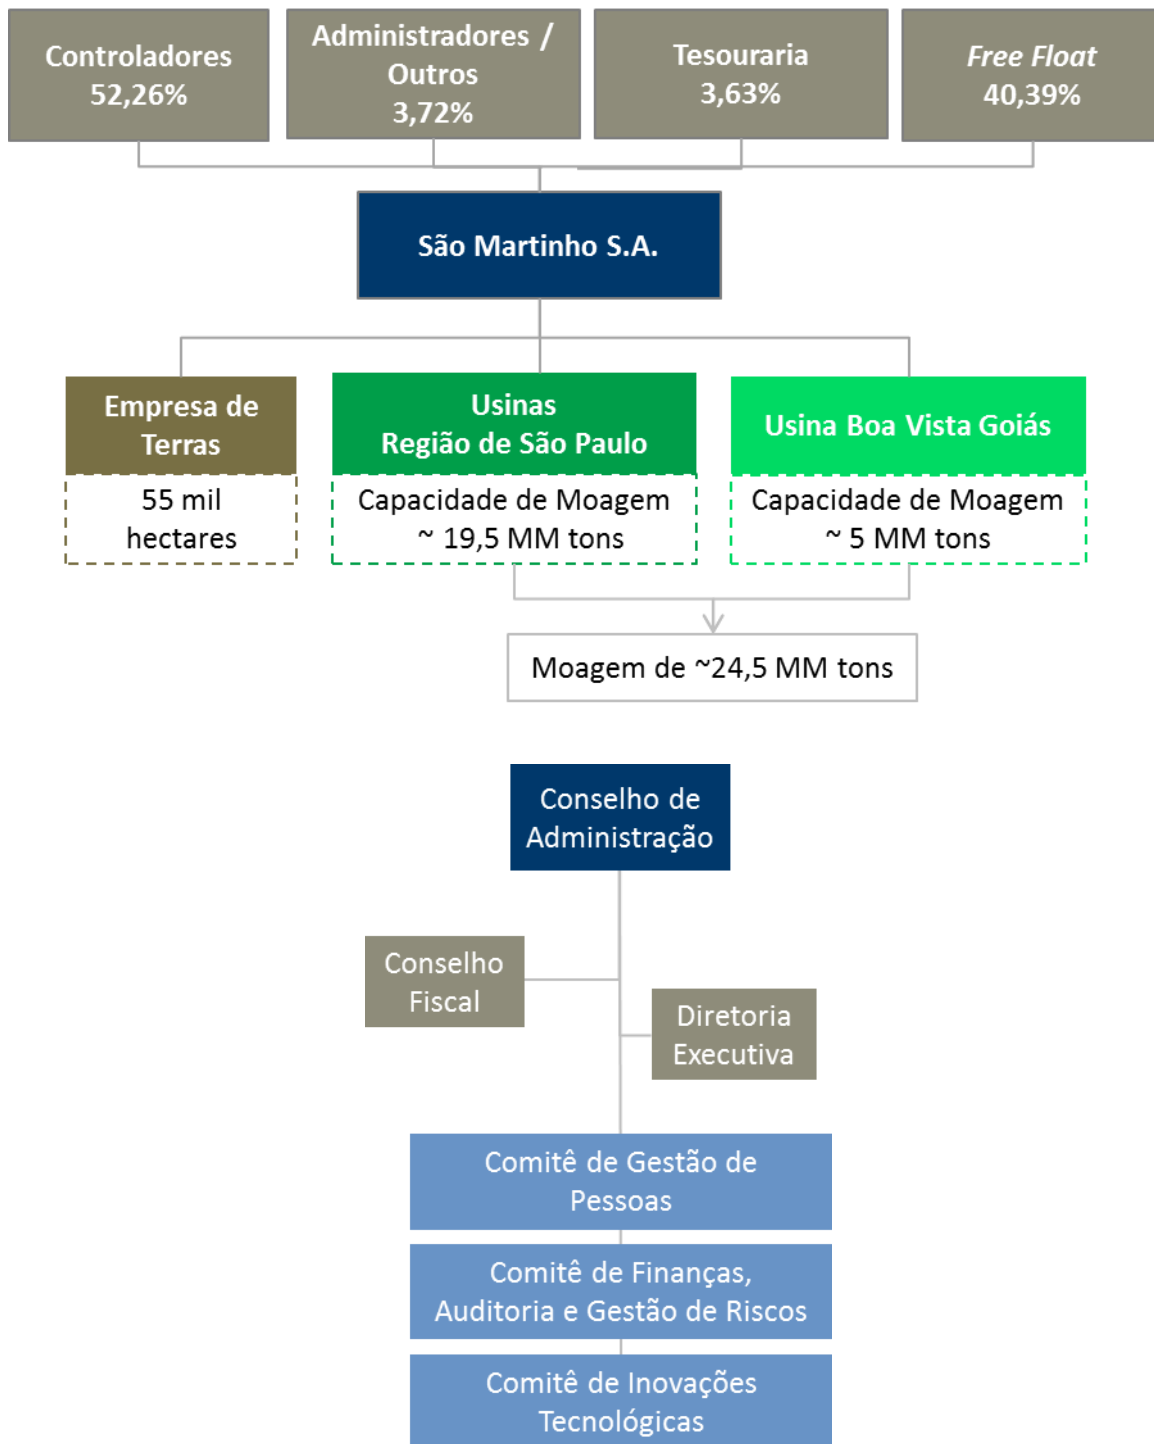 Controladores
52,26%
Administradores /
Outros
3,72%
Tesouraria
3,63%
Free Float
40,39%
São Martinho S.A.
Empresa de
Terras
55 mil
hectares
Usinas
Região de São Paulo
Capacidade de Moagem
~ 19,5 MM tons
Usina Boa Vista Goiás
Capacidade de Moagem
~ 5 MM tons
Moagem de ~24,5 MM tons
Conselho de
Administração
Conselho
Fiscal
Diretoria
Executiva
Comitê de Gestão de
Pessoas
Comitê de Finanças,
Auditoria e Gestão de Riscos
Comitê de Inovações
Tecnológicas